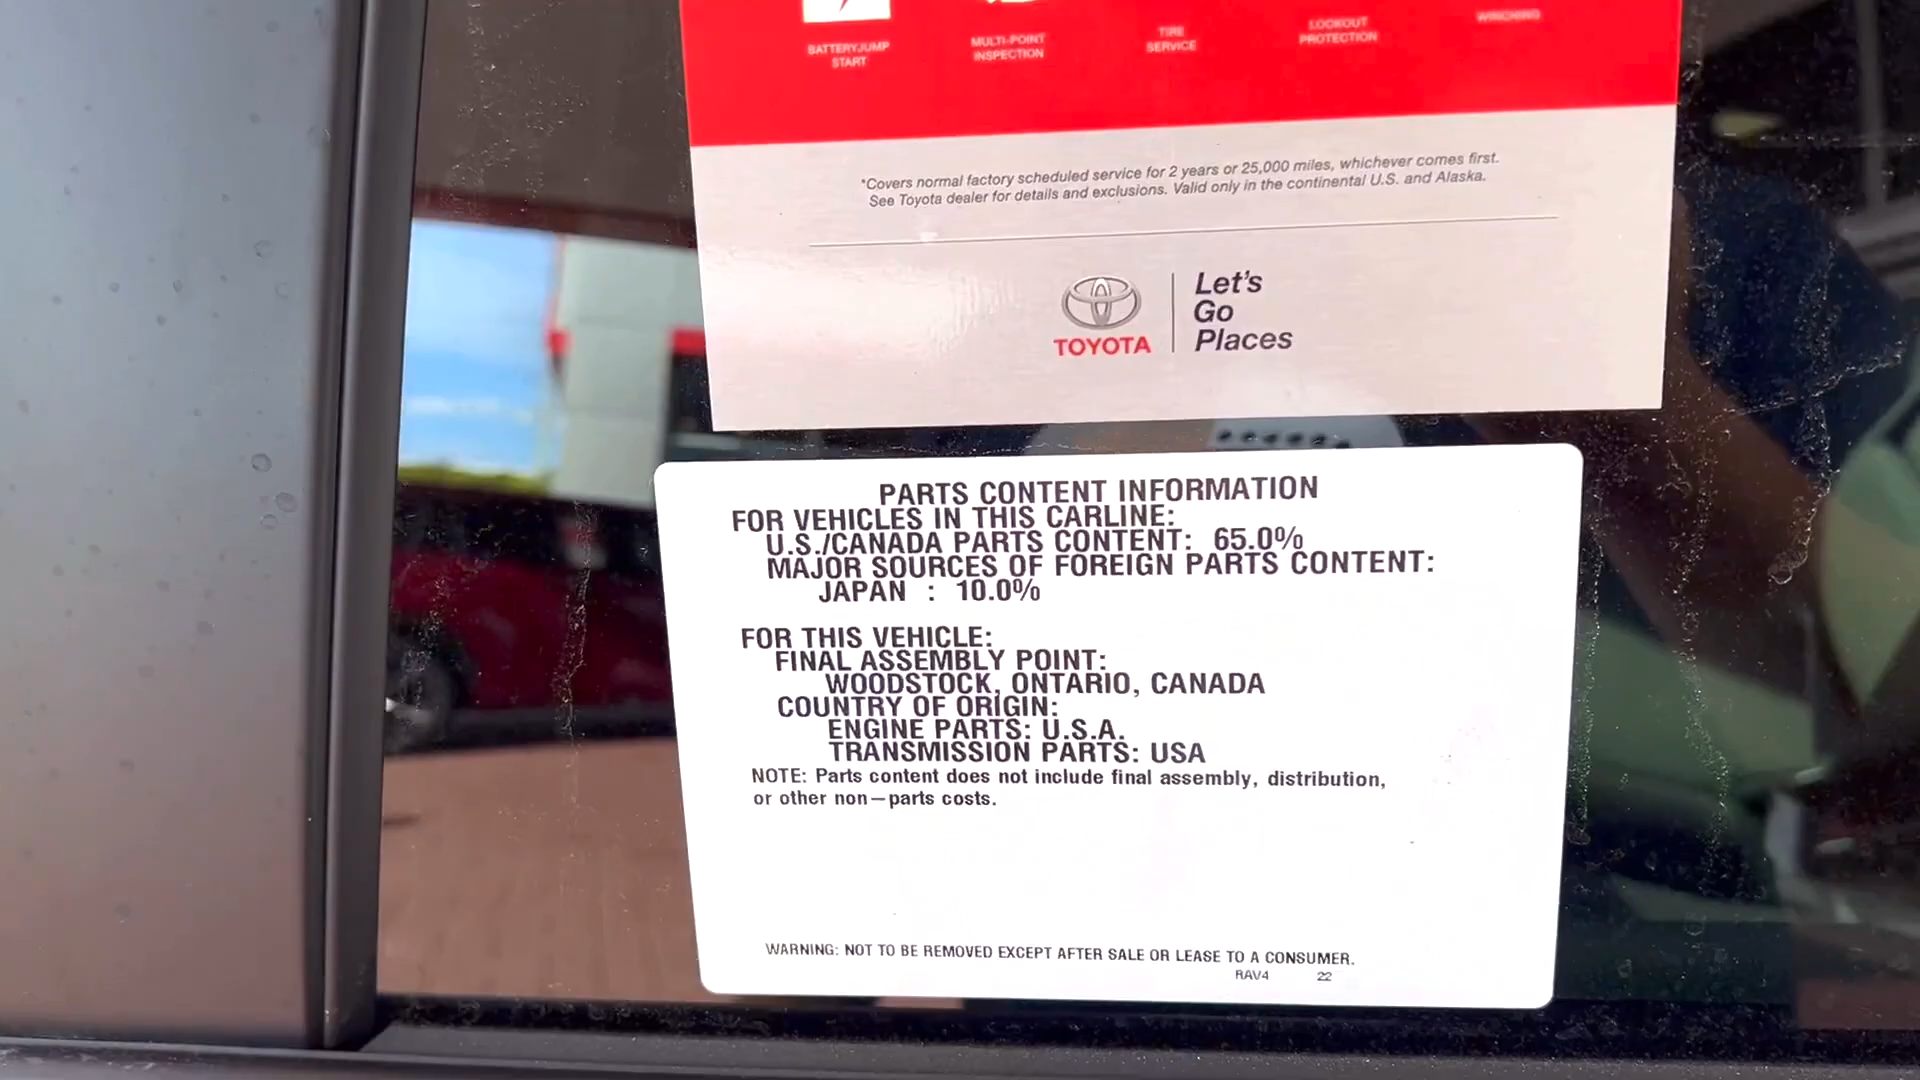 BATTERY/JUMP START
MULTI-POINT INSPECTION
TIRE SERVICE
LOCKOUT PROTECTION
WINCHING
*Covers normal factory scheduled service for 2 years or 25,000 miles, whichever comes first.
See Toyota dealer for details and exclusions. Valid only in the continental U.S. and Alaska.
TOYOTA
Let's
Go
Places
PARTS CONTENT INFORMATION
FOR VEHICLES IN THIS CARLINE:
U.S./CANADA PARTS CONTENT: 65.0%
MAJOR SOURCES OF FOREIGN PARTS CONTENT:
JAPAN : 10.0%
FOR THIS VEHICLE:
FINAL ASSEMBLY POINT:
WOODSTOCK, ONTARIO, CANADA
COUNTRY OF ORIGIN:
ENGINE PARTS: U.S.A.
TRANSMISSION PARTS: USA
NOTE: Parts content does not include final assembly, distribution,
or other non-parts costs.
WARNING: NOT TO BE REMOVED EXCEPT AFTER SALE OR LEASE TO A CONSUMER.
RAV4 22